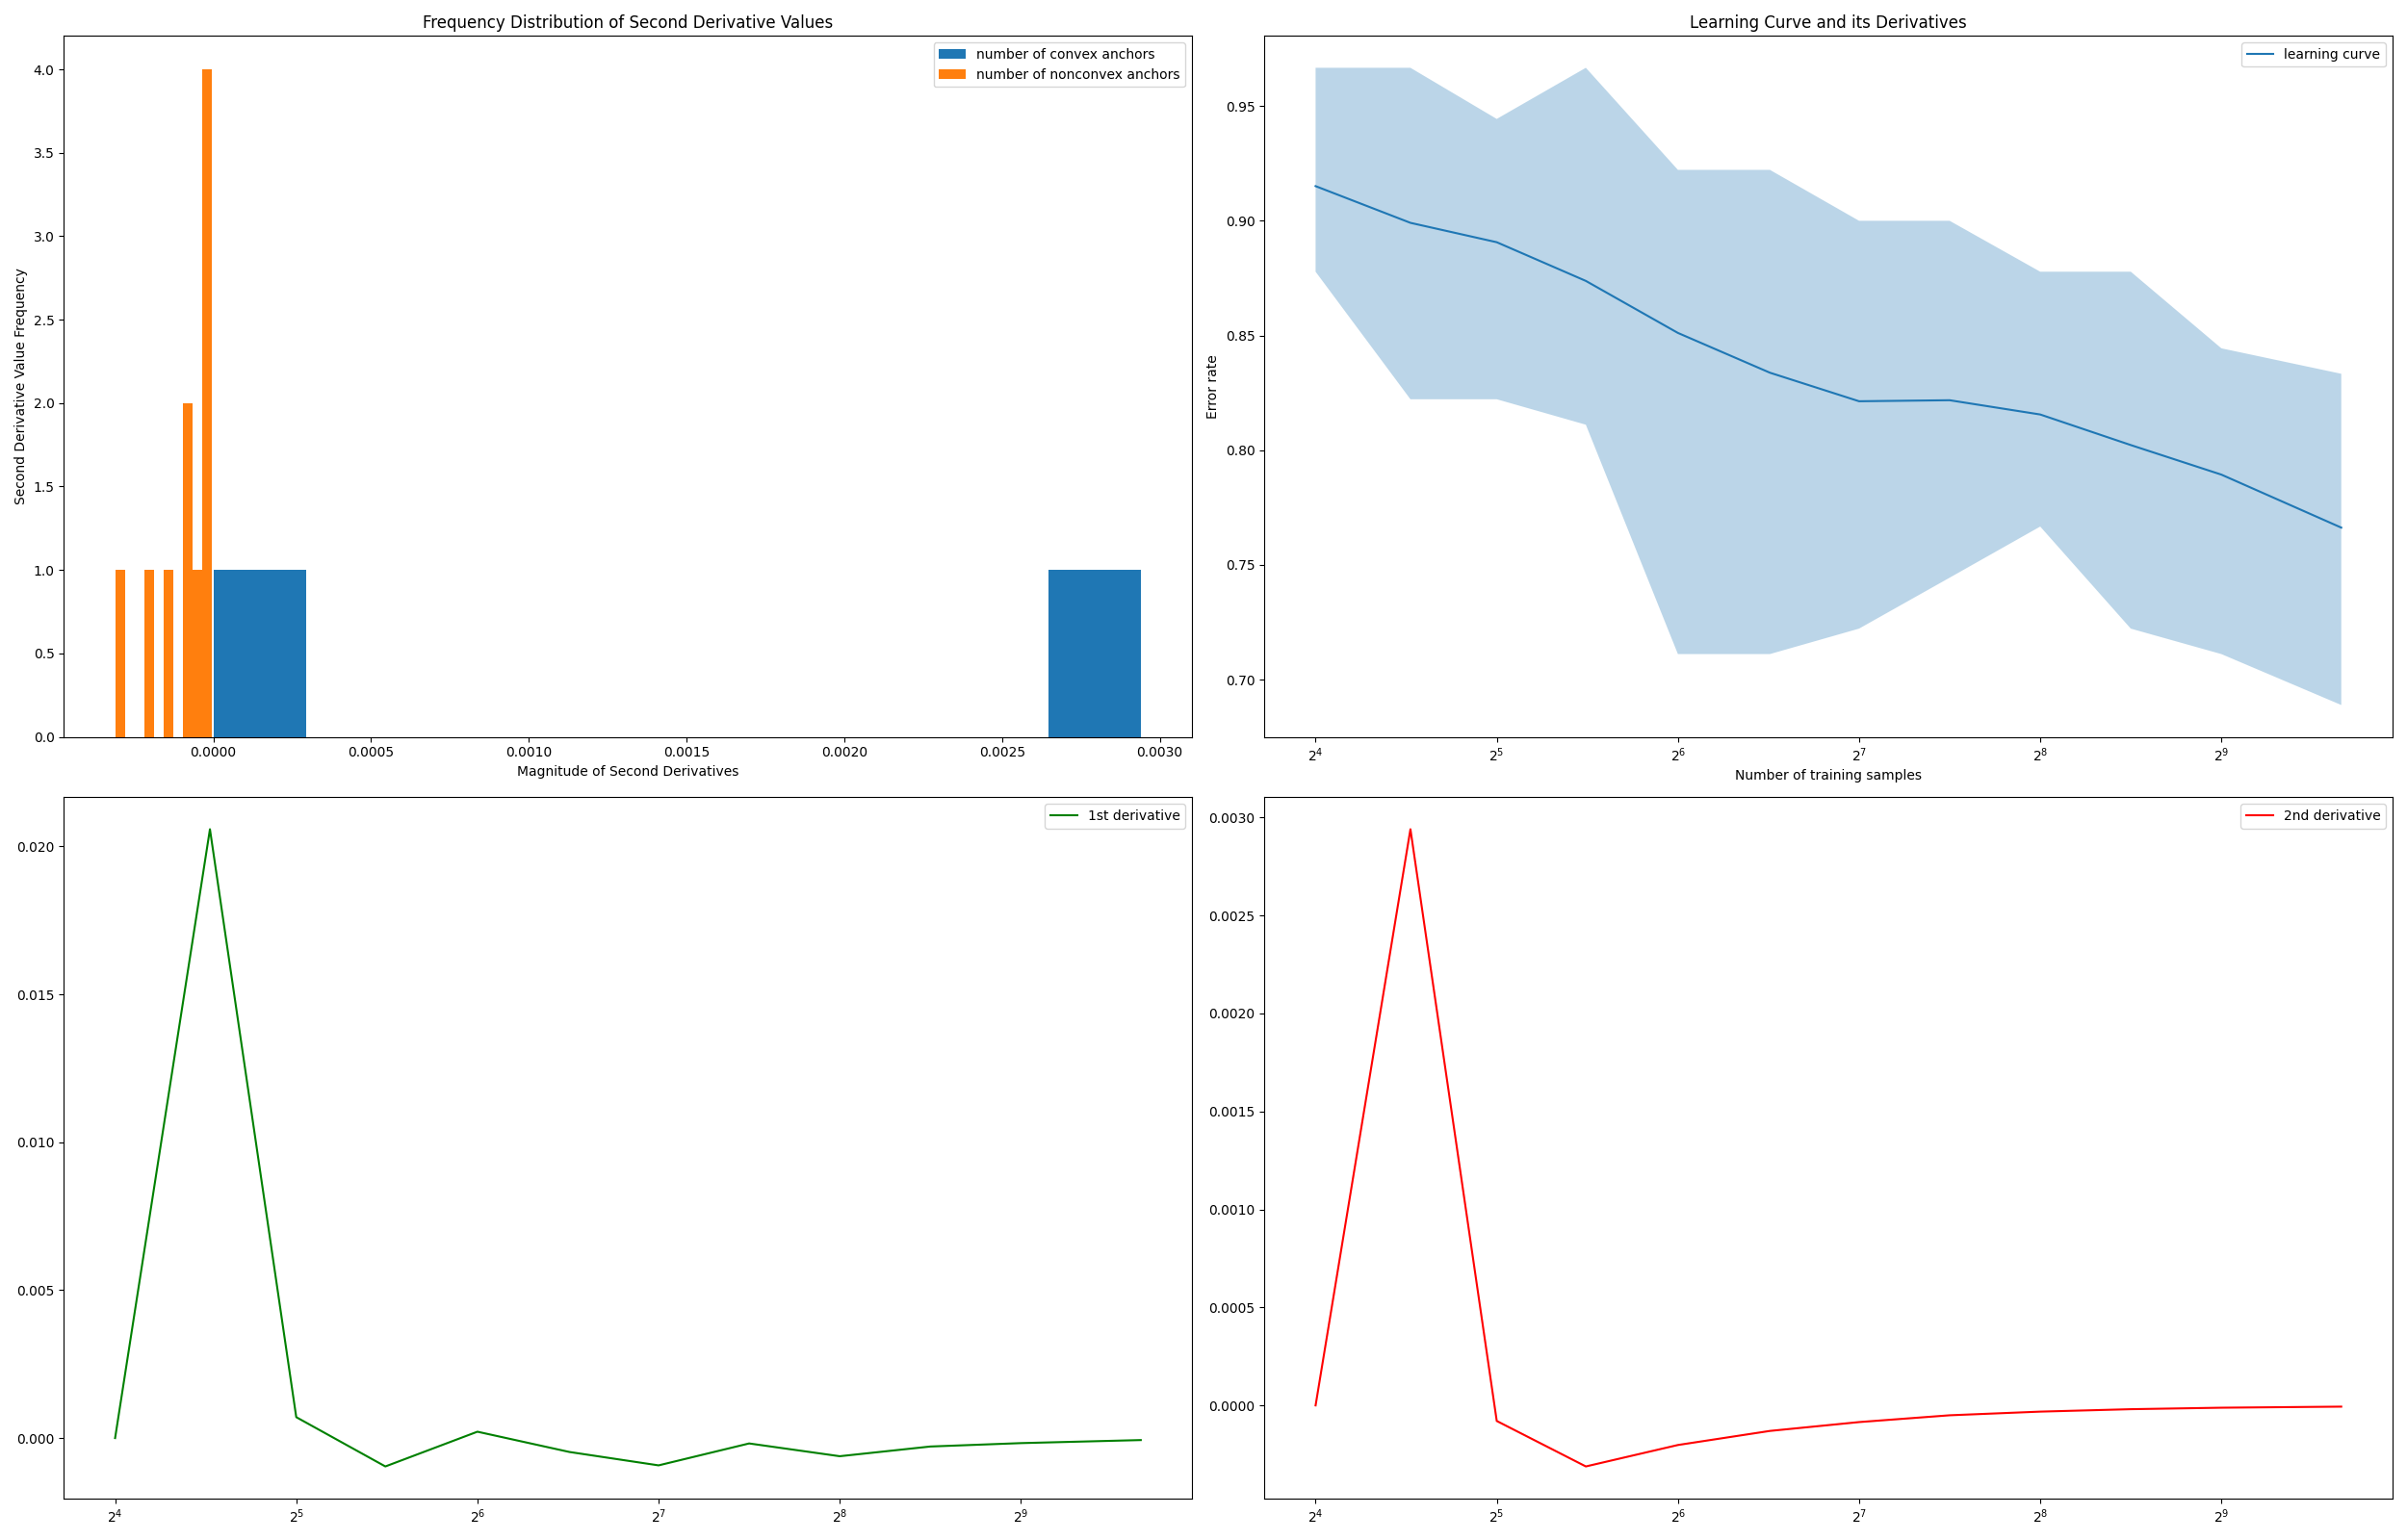 Frequency Distribution of Second Derivative Values
number of convex anchors
number of nonconvex anchors
Second Derivative Value Frequency
4.0
3.5
3.0
2.5
2.0
1.5
1.0
0.5
0.0
0.0000 0.0005 0.0010 0.0015 0.0020 0.0025 0.0030
Magnitude of Second Derivatives
Learning Curve and its Derivatives
learning curve
Error rate
0.95
0.90
0.85
0.80
0.75
0.70
2⁴ 2⁵ 2⁶ 2⁷ 2⁸ 2⁹
Number of training samples
1st derivative
0.020
0.015
0.010
0.005
0.000
2⁴ 2⁵ 2⁶ 2⁷ 2⁸ 2⁹
2nd derivative
0.0030
0.0025
0.0020
0.0015
0.0010
0.0005
0.0000
2⁴ 2⁵ 2⁶ 2⁷ 2⁸ 2⁹